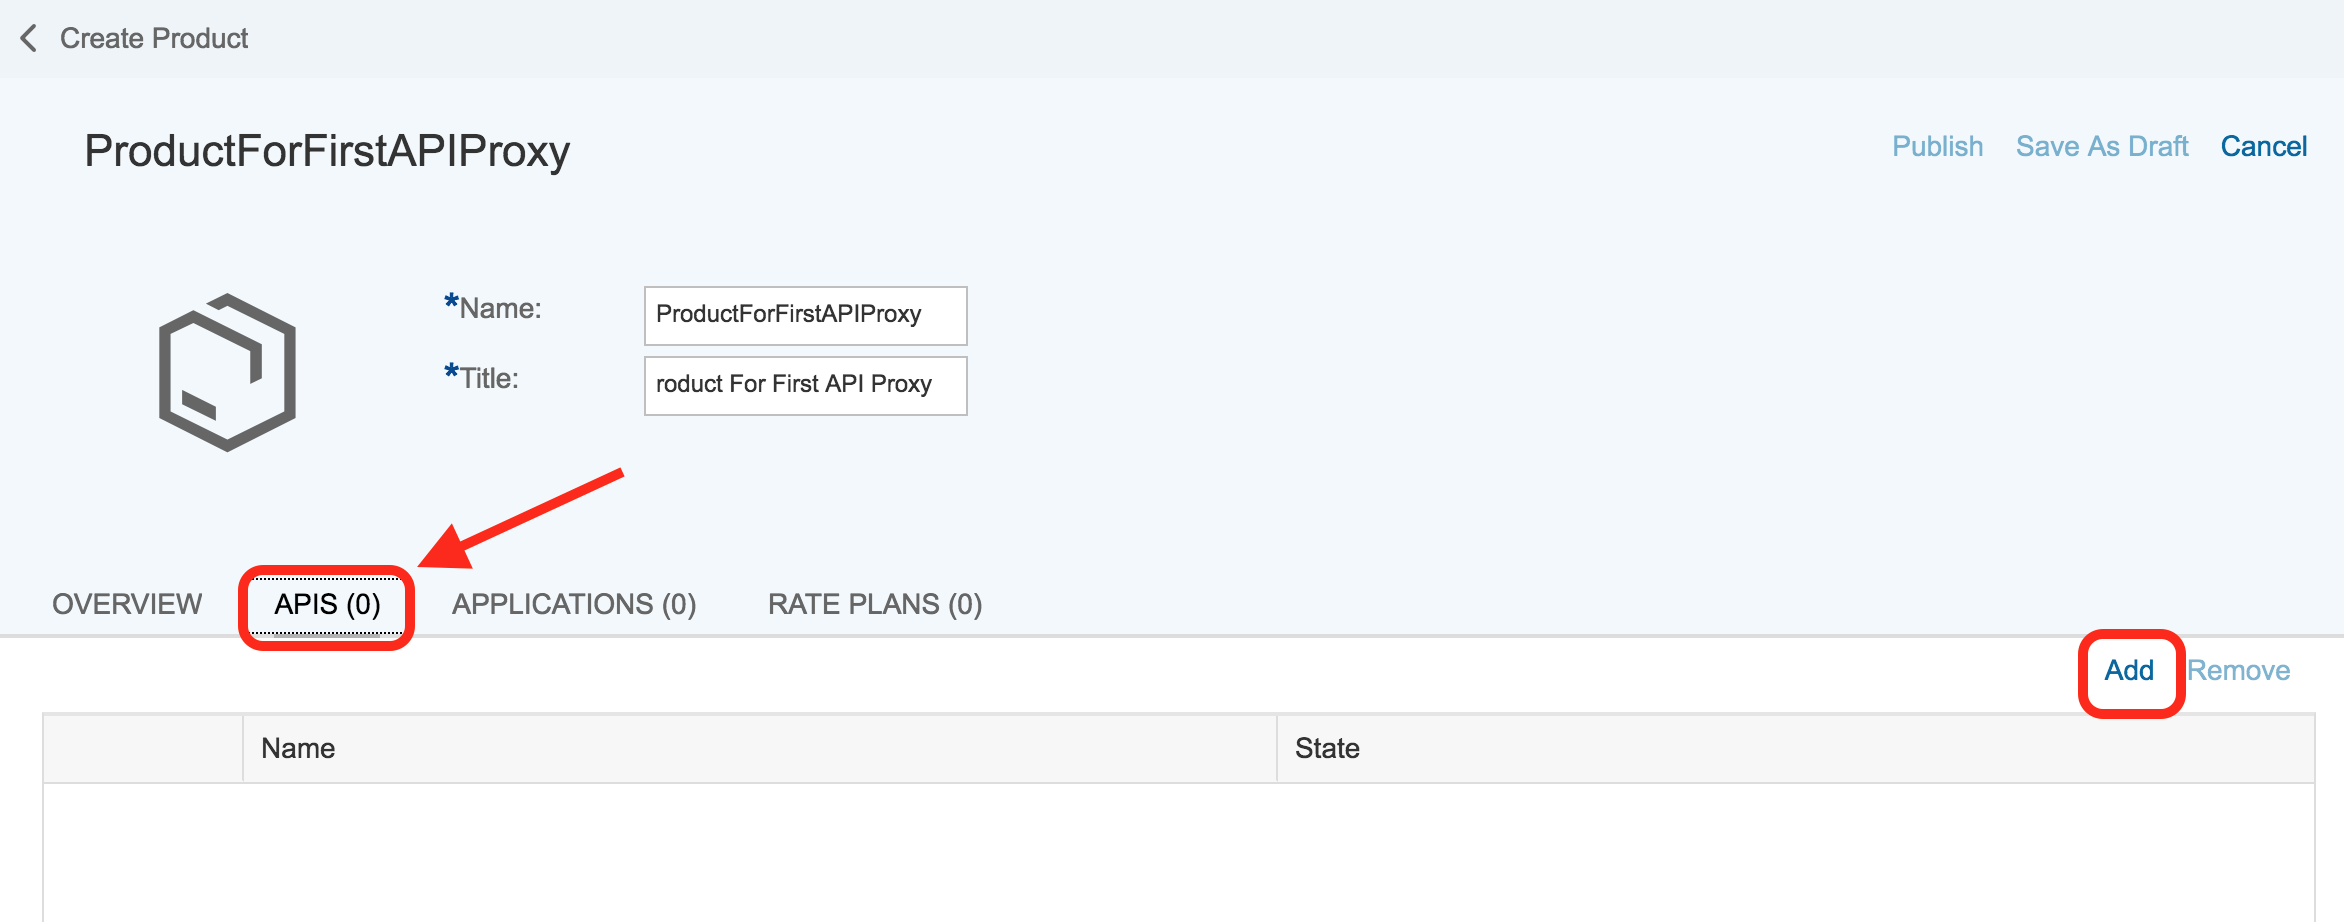 Create Product
ProductForFirstAPIProxy
Publish Save As Draft Cancel
*Name: ProductForFirstAPIProxy
*Title: roduct For First API Proxy
OVERVIEW APIS (0) APPLICATIONS (0) RATE PLANS (0)
Add Remove
Name State